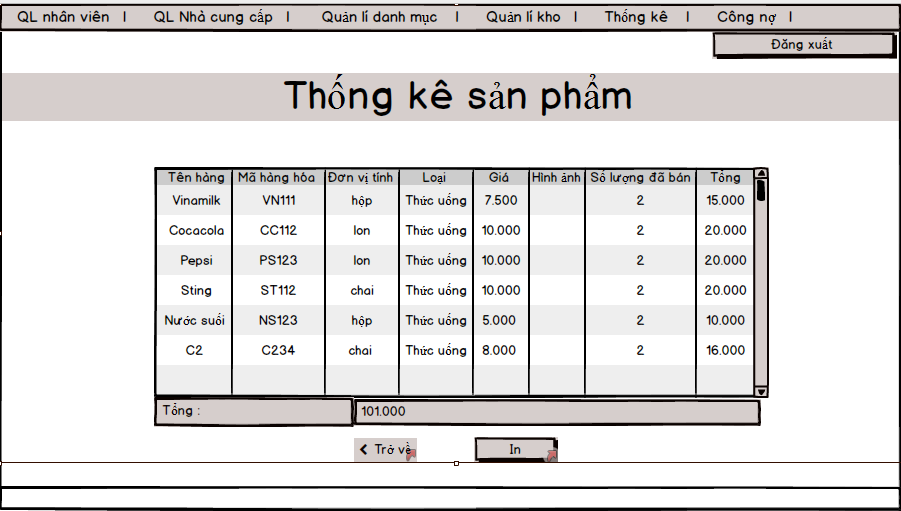 QL nhân viên I QL Nhà cung cấp I Quản lí danh mục I Quản lí kho I Thống kê I Công nợ I
Đăng xuất
Thống kê sản phẩm
Tên hàng Mã hàng hóa Đơn vị tính Loại Giá Hình ảnh Số lượng đã bán Tổng
Vinamilk VN111 hộp Thức uống 7.500 2 15.000
Cocacola CC112 lon Thức uống 10.000 2 20.000
Pepsi PS123 lon Thức uống 10.000 2 20.000
Sting ST112 chai Thức uống 10.000 2 20.000
Nước suối NS123 hộp Thức uống 5.000 2 10.000
C2 C234 chai Thức uống 8.000 2 16.000
Tổng : 101.000
Trở về In